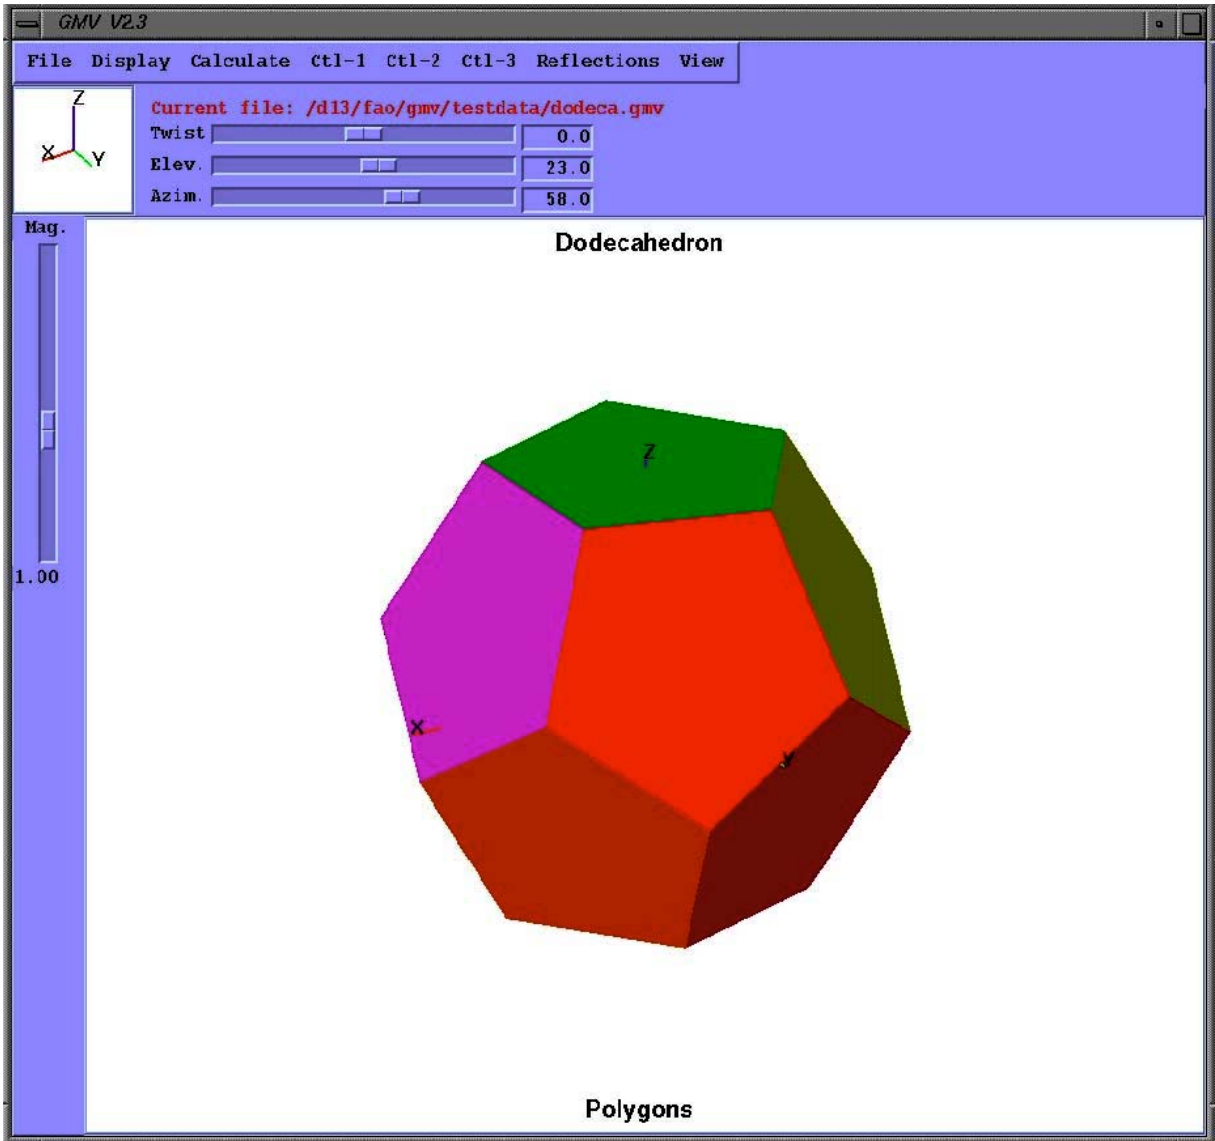 GMV V2.3
File Display Calculate Ctl-1 Ctl-2 Ctl-3 Reflections View
Z
X Y
Current file: /d13/fao/gmv/testdata/dodeca.gmv
Twist 0.0
Elev. 23.0
Azim. 58.0
Mag.
1.00
Dodecahedron
Z
X
Y
Polygons